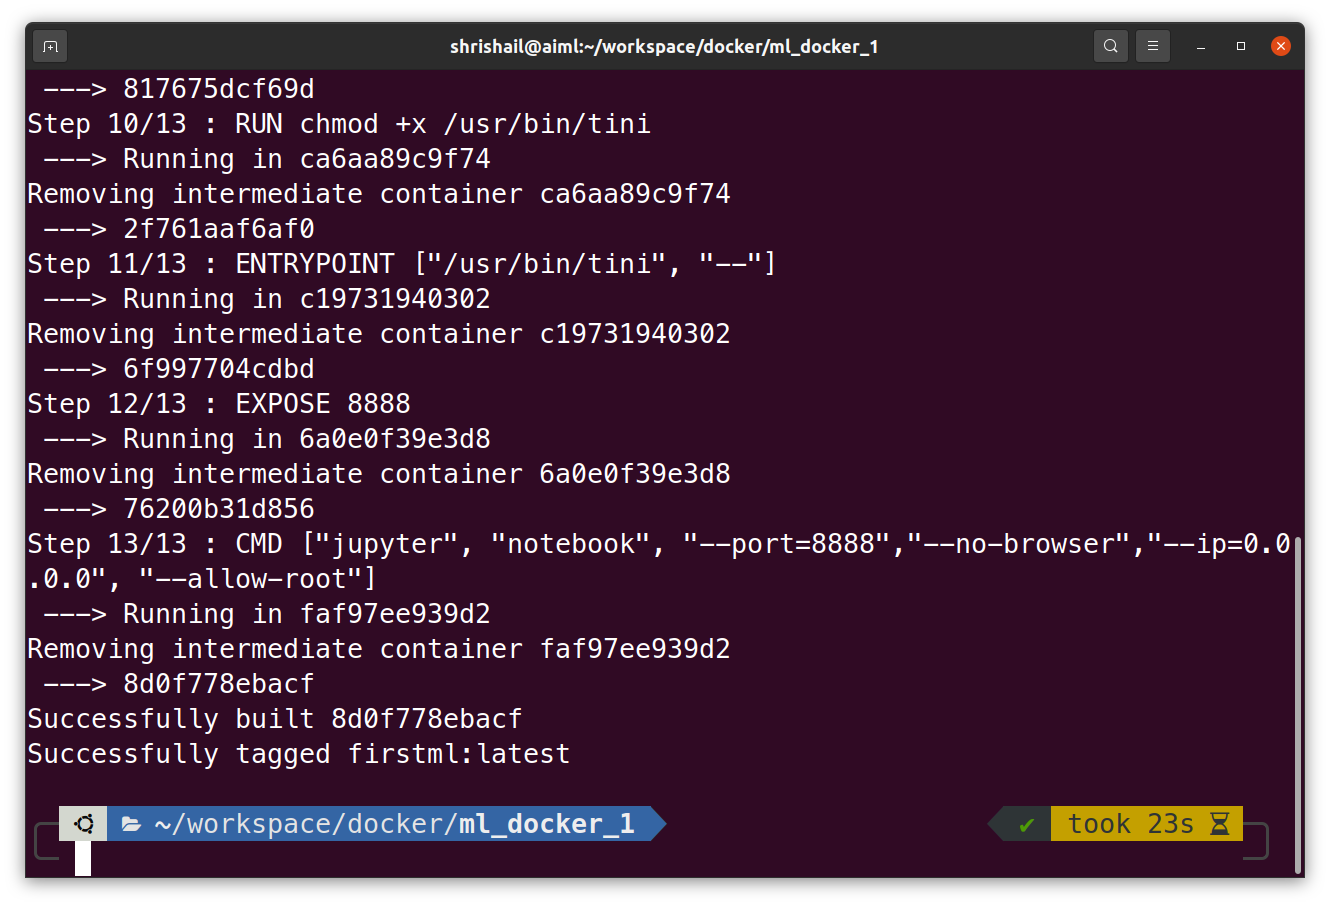 shrishail@aiml:~/workspace/docker/ml_docker_1
---> 817675dcf69d
Step 10/13 : RUN chmod +x /usr/bin/tini
---> Running in ca6aa89c9f74
Removing intermediate container ca6aa89c9f74
---> 2f761aaf6af0
Step 11/13 : ENTRYPOINT ["/usr/bin/tini", "--"]
---> Running in c19731940302
Removing intermediate container c19731940302
---> 6f997704cdbd
Step 12/13 : EXPOSE 8888
---> Running in 6a0e0f39e3d8
Removing intermediate container 6a0e0f39e3d8
---> 76200b31d856
Step 13/13 : CMD ["jupyter", "notebook", "--port=8888","--no-browser","--ip=0.0
.0.0", "--allow-root"]
---> Running in faf97ee939d2
Removing intermediate container faf97ee939d2
---> 8d0f778ebacf
Successfully built 8d0f778ebacf
Successfully tagged firstml:latest
~/workspace/docker/ml_docker_1 ✔ took 23s